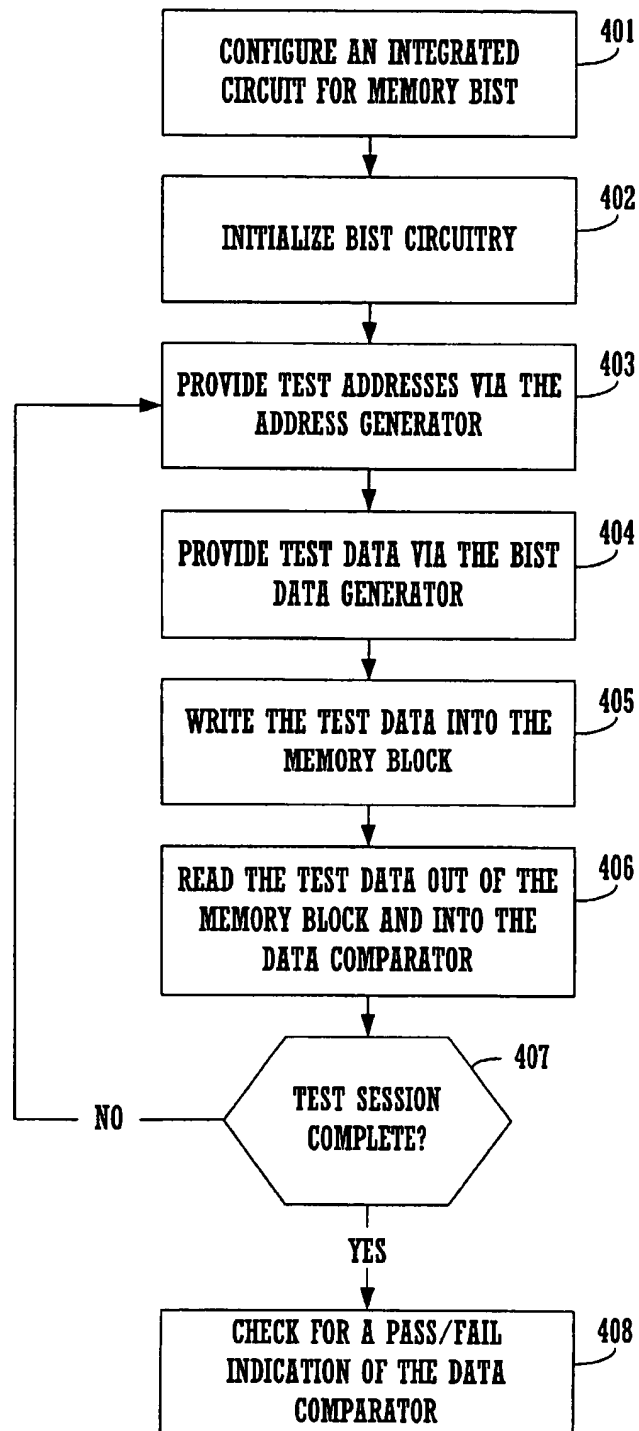 401
CONFIGURE AN INTEGRATED
CIRCUIT FOR MEMORY BIST
402
INITIALIZE BIST CIRCUITRY
403
PROVIDE TEST ADDRESSES VIA THE
ADDRESS GENERATOR
404
PROVIDE TEST DATA VIA THE BIST
DATA GENERATOR
405
WRITE THE TEST DATA INTO THE
MEMORY BLOCK
406
READ THE TEST DATA OUT OF THE
MEMORY BLOCK AND INTO THE
DATA COMPARATOR
407
TEST SESSION
COMPLETE?
NO
YES
408
CHECK FOR A PASS/FAIL
INDICATION OF THE DATA
COMPARATOR